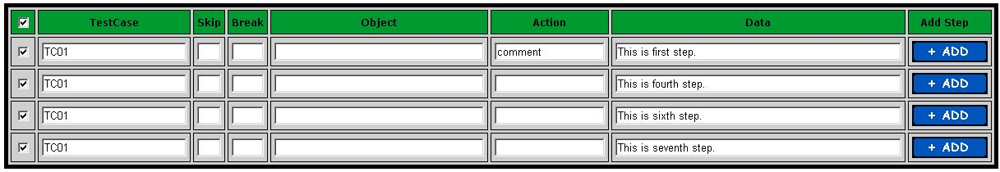 TestCase Skip Break Object Action Data Add Step
TC01 comment This is first step. + ADD
TC01 This is fourth step. + ADD
TC01 This is sixth step. + ADD
TC01 This is seventh step. + ADD